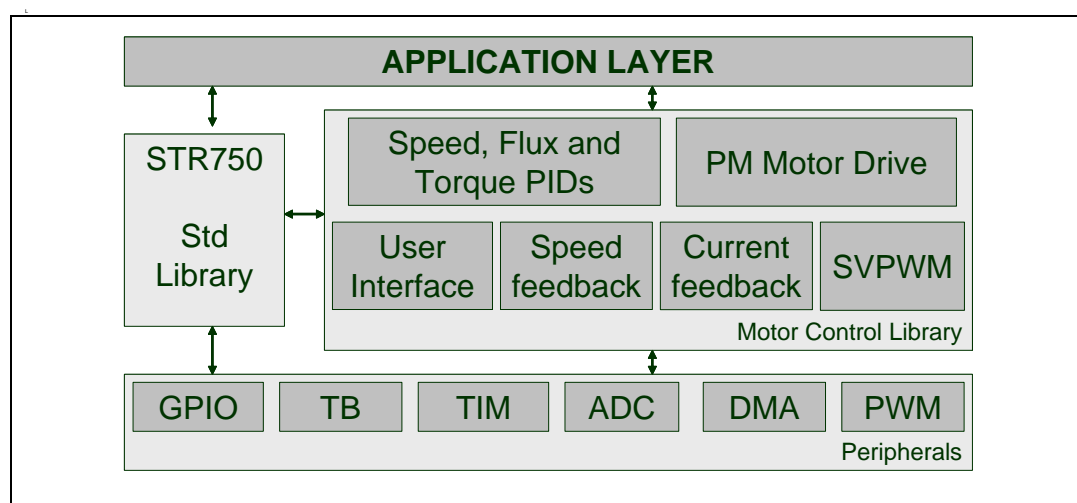 APPLICATION LAYER
STR750
Std
Library
Speed, Flux and
Torque PIDs
PM Motor Drive
User
Interface
Speed
feedback
Current
feedback
SVPWM
Motor Control Library
GPIO
TB
TIM
ADC
DMA
PWM
Peripherals